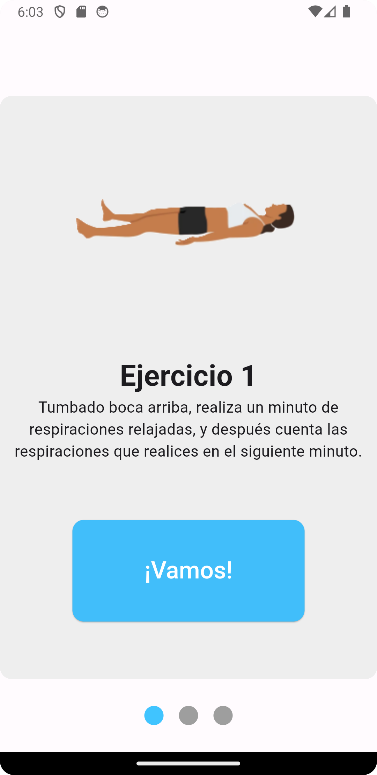 6:03
Ejercicio 1
Tumbado boca arriba, realiza un minuto de
respiraciones relajadas, y después cuenta las
respiraciones que realices en el siguiente minuto.
¡Vamos!